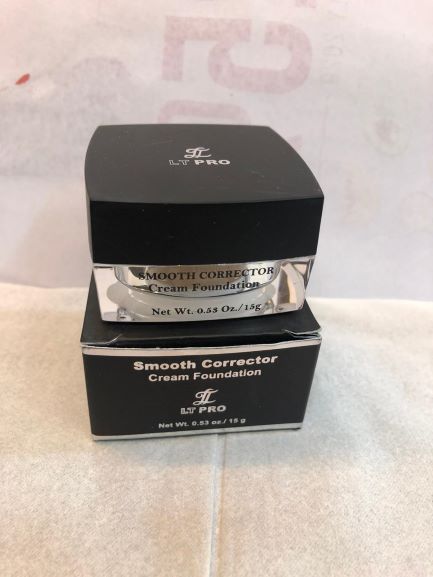 LT PRO
SMOOTH CORRECTOR
Cream Foundation
Net Wt. 0.53 Oz./15g
Smooth Corrector
Cream Foundation
LT PRO
Net Wt. 0.53 oz./ 15 g